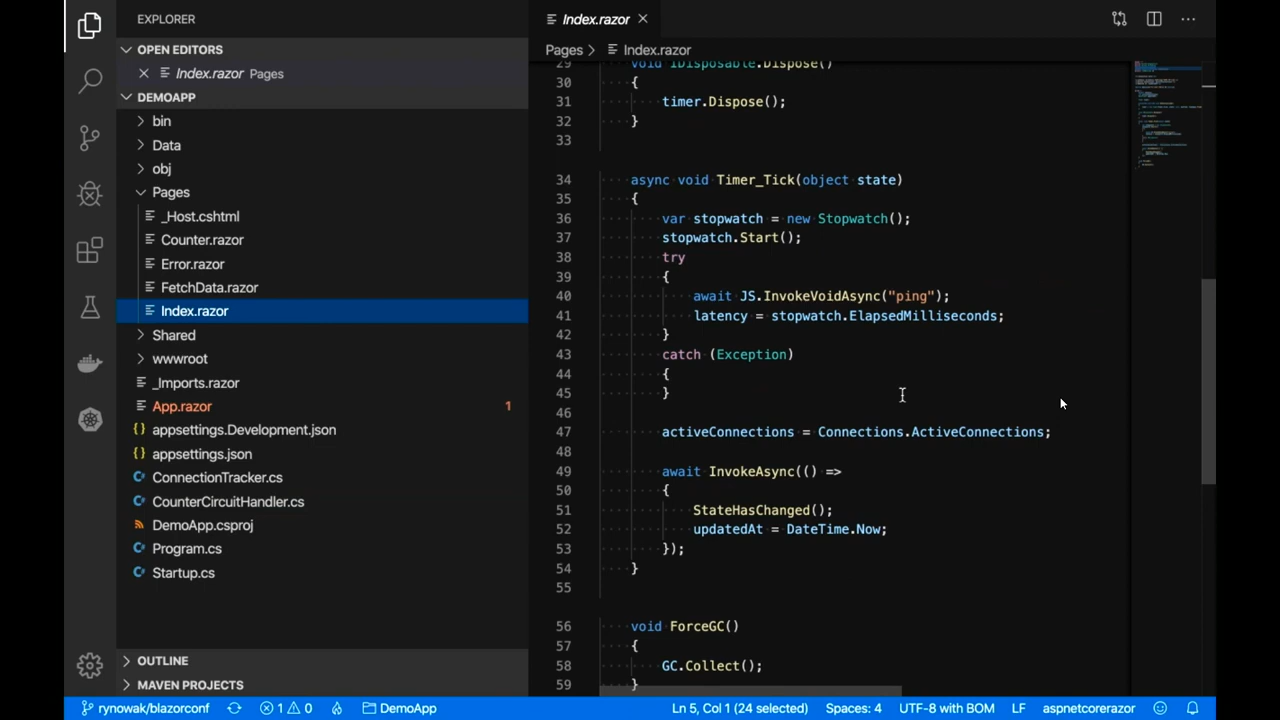 EXPLORER
OPEN EDITORS
Index.razor Pages
DEMOAPP
bin
Data
obj
Pages
_Host.cshtml
Counter.razor
Error.razor
FetchData.razor
Index.razor
Shared
wwwroot
_Imports.razor
App.razor 1
appsettings.Development.json
appsettings.json
ConnectionTracker.cs
CounterCircuitHandler.cs
DemoApp.csproj
Program.cs
Startup.cs
OUTLINE
MAVEN PROJECTS
Index.razor
Pages > Index.razor
29 void IDisposable.Dispose()
30 {
31 timer.Dispose();
32 }
33
34 async void Timer_Tick(object state)
35 {
36 var stopwatch = new Stopwatch();
37 stopwatch.Start();
38 try
39 {
40 await JS.InvokeVoidAsync("ping");
41 latency = stopwatch.ElapsedMilliseconds;
42 }
43 catch (Exception)
44 {
45 }
46
47 activeConnections = Connections.ActiveConnections;
48
49 await InvokeAsync(() =>
50 {
51 StateHasChanged();
52 updatedAt = DateTime.Now;
53 });
54 }
55
56 void ForceGC()
57 {
58 GC.Collect();
59 }
rynowak/blazorconf 1 0 DemoApp Ln 5, Col 1 (24 selected) Spaces: 4 UTF-8 with BOM LF aspnetcorerazor